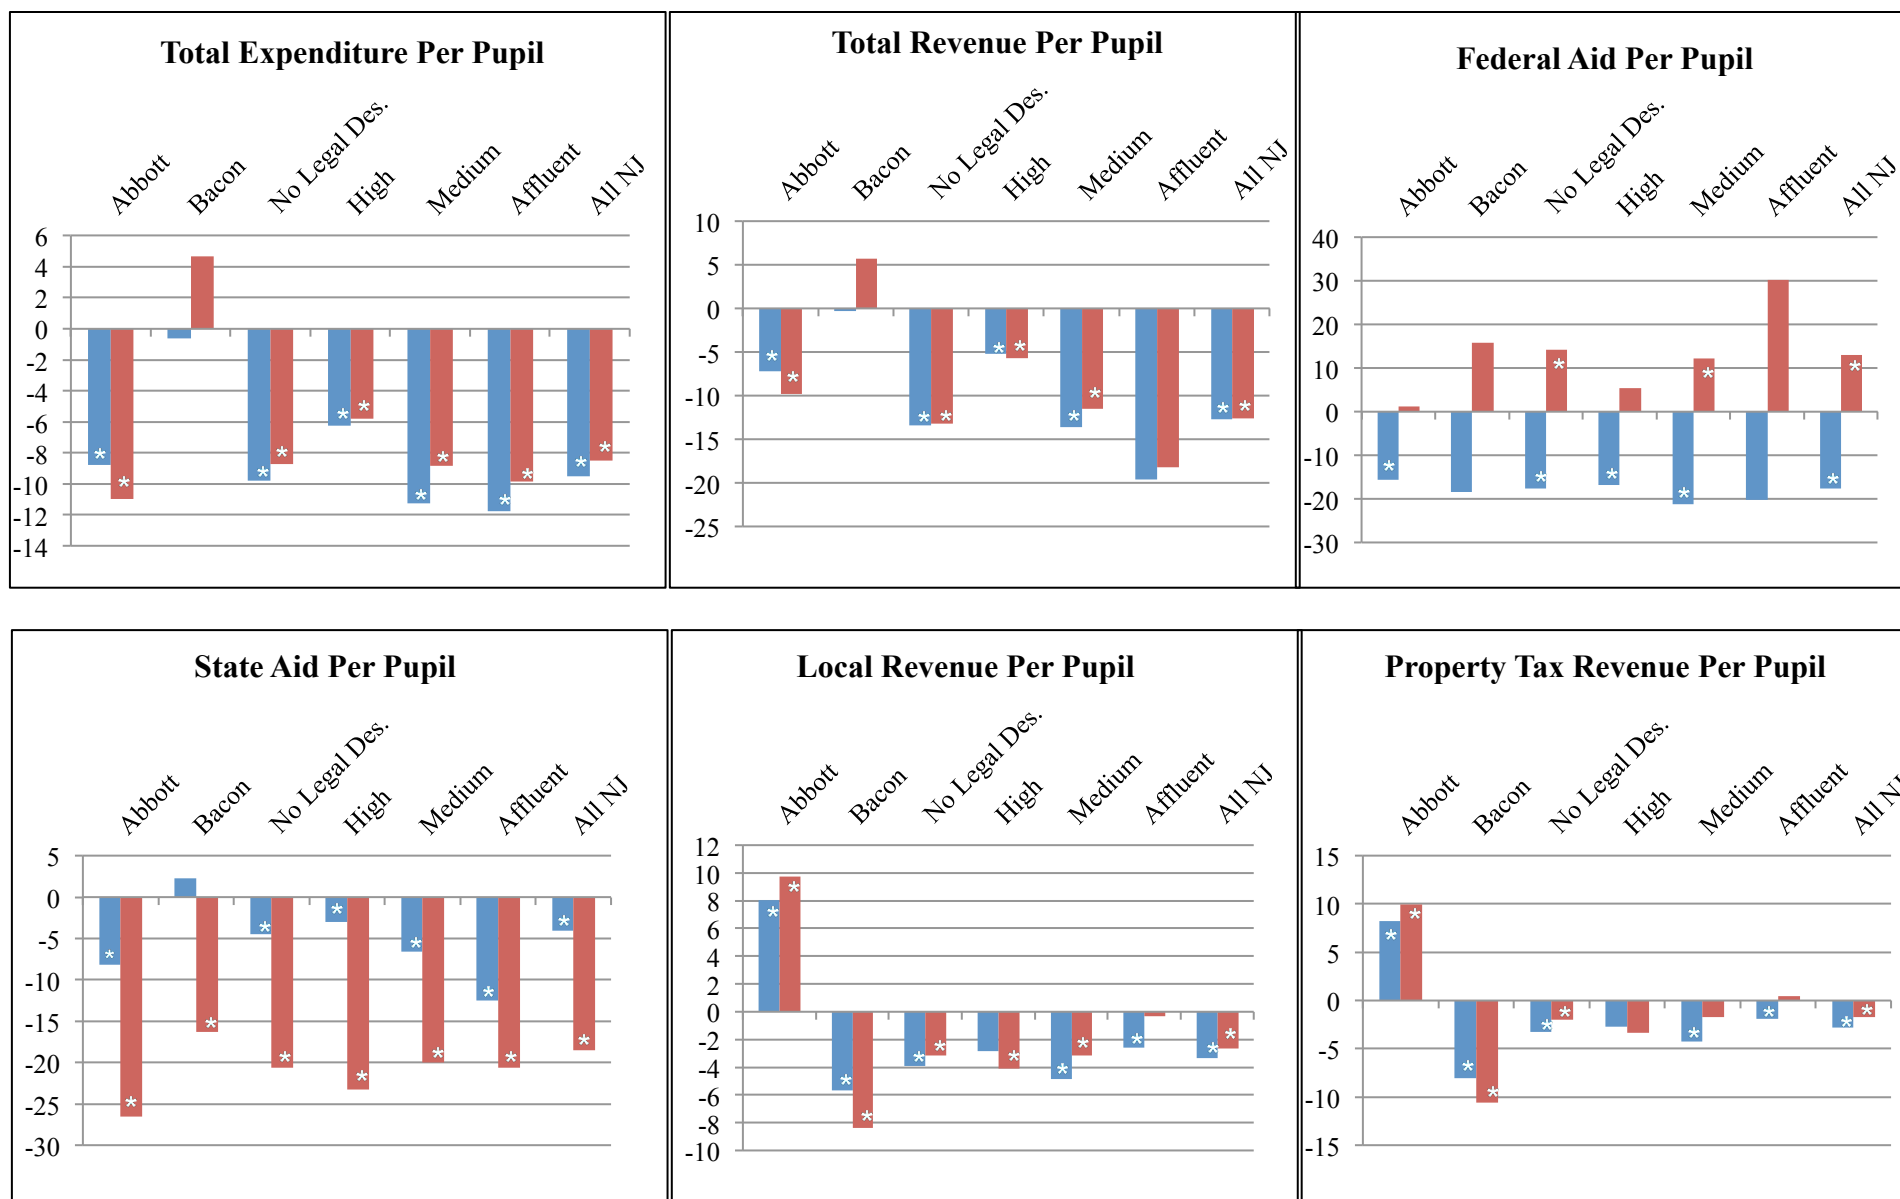 Total Expenditure Per Pupil
Abbott
Bacon
No Legal Des.
High
Medium
Affluent
All NJ
6
4
2
0
-2
-4
-6
-8
-10
-12
-14
* * * * * * * * * * * *
Total Revenue Per Pupil
Abbott
Bacon
No Legal Des.
High
Medium
Affluent
All NJ
10
5
0
-5
-10
-15
-20
-25
* * * * * * * * * *
Federal Aid Per Pupil
Abbott
Bacon
No Legal Des.
High
Medium
Affluent
All NJ
40
30
20
10
0
-10
-20
-30
* * * * * * * *
State Aid Per Pupil
Abbott
Bacon
No Legal Des.
High
Medium
Affluent
All NJ
5
0
-5
-10
-15
-20
-25
-30
* * * * * * * * * * * * *
Local Revenue Per Pupil
Abbott
Bacon
No Legal Des.
High
Medium
Affluent
All NJ
12
10
8
6
4
2
0
-2
-4
-6
-8
-10
* * * * * * * * * * * *
Property Tax Revenue Per Pupil
Abbott
Bacon
No Legal Des.
High
Medium
Affluent
All NJ
15
10
5
0
-5
-10
-15
* * * * * * * * * *